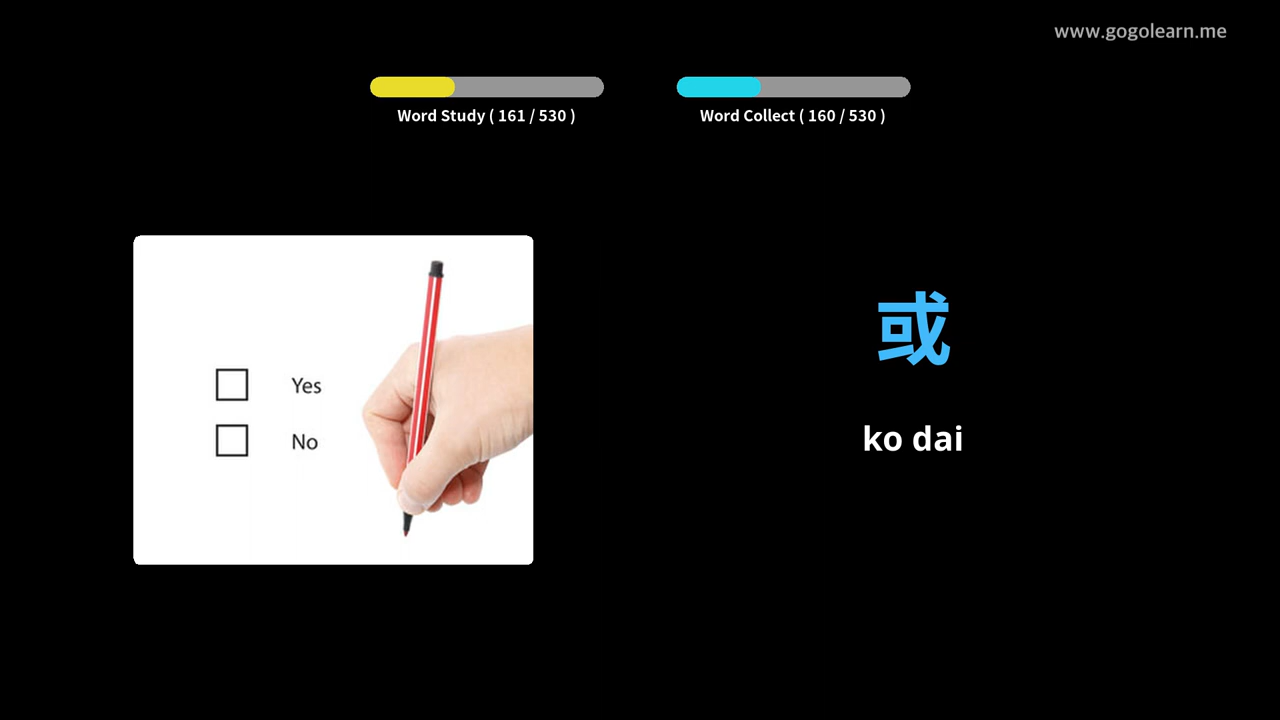 www.gogolearn.me
Word Study ( 161 / 530 )
Word Collect ( 160 / 530 )
Yes
No
或
ko dai